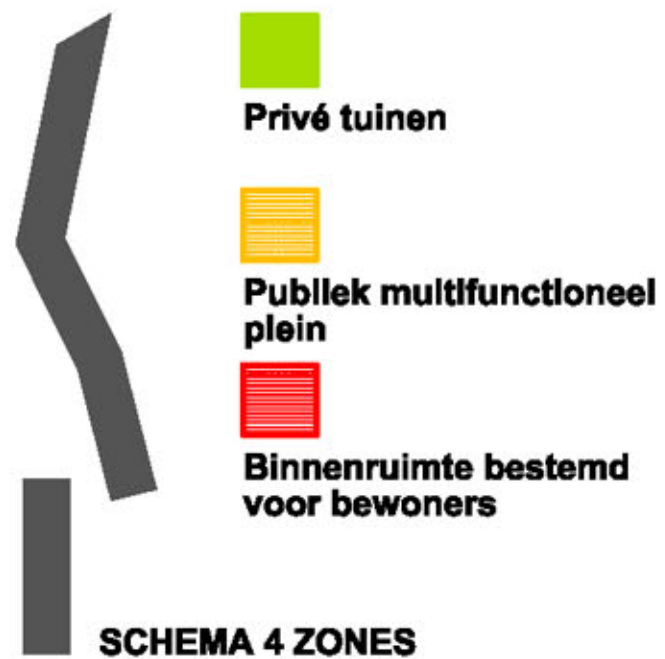 Privé tuinen
Publiek multifunctioneel
plein
Binnenruimte bestemd
voor bewoners
SCHEMA 4 ZONES